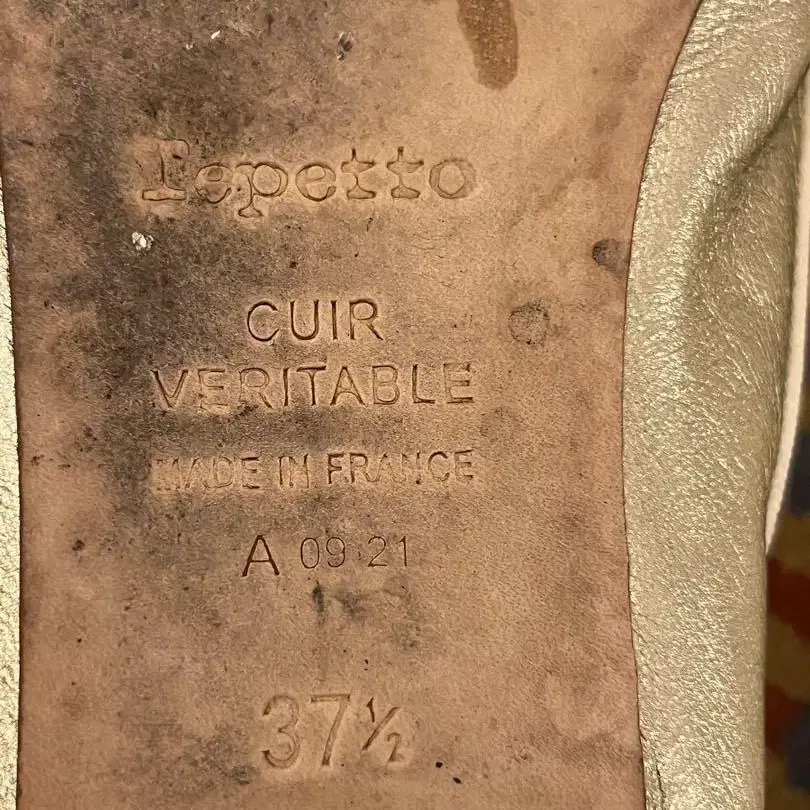 repetto
CUIR
VERITABLE
MADE IN FRANCE
A 09 21
37½